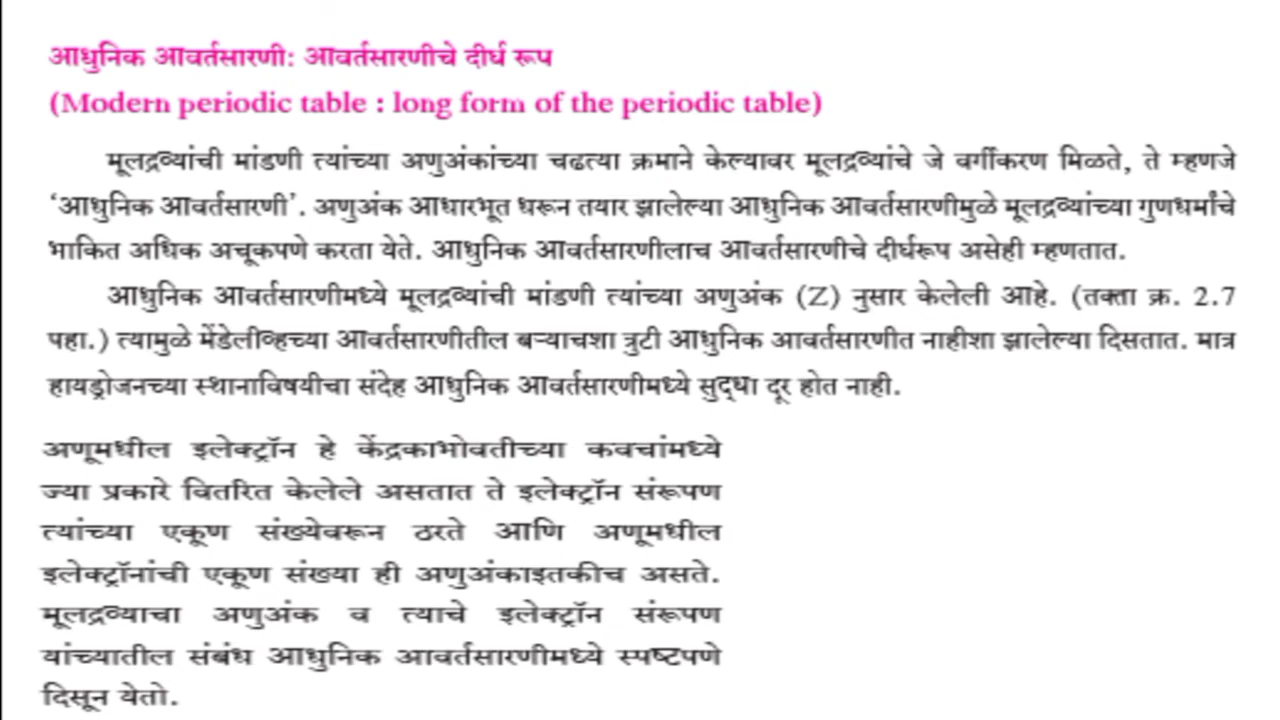 आधुनिक आवर्तसारणी: आवर्तसारणीचे दीर्घ रूप
(Modern periodic table : long form of the periodic table)
मूलद्रव्यांची मांडणी त्यांच्या अणुअंकांच्या चढत्या क्रमाने केल्यावर मूलद्रव्यांचे जे वर्गीकरण मिळते, ते म्हणजे
‘आधुनिक आवर्तसारणी’. अणुअंक आधारभूत धरून तयार झालेल्या आधुनिक आवर्तसारणीमुळे मूलद्रव्यांच्या गुणधर्मांचे
भाकित अधिक अचूकपणे करता येते. आधुनिक आवर्तसारणीलाच आवर्तसारणीचे दीर्घरूप असेही म्हणतात.
आधुनिक आवर्तसारणीमध्ये मूलद्रव्यांची मांडणी त्यांच्या अणुअंक (Z) नुसार केलेली आहे. (तक्ता क्र. 2.7
पहा.) त्यामुळे मेंडेलीव्हच्या आवर्तसारणीतील बऱ्याचशा त्रुटी आधुनिक आवर्तसारणीत नाहीशा झालेल्या दिसतात. मात्र
हायड्रोजनच्या स्थानाविषयीचा संदेह आधुनिक आवर्तसारणीमध्ये सुद्धा दूर होत नाही.
अणूमधील इलेक्ट्रॉन हे केंद्रकाभोवतीच्या कवचांमध्ये
ज्या प्रकारे वितरित केलेले असतात ते इलेक्ट्रॉन संरूपण
त्यांच्या एकूण संख्येवरून ठरते आणि अणूमधील
इलेक्ट्रॉनांची एकूण संख्या ही अणुअंकाइतकीच असते.
मूलद्रव्याचा अणुअंक व त्याचे इलेक्ट्रॉन संरूपण
यांच्यातील संबंध आधुनिक आवर्तसारणीमध्ये स्पष्टपणे
दिसून येतो.